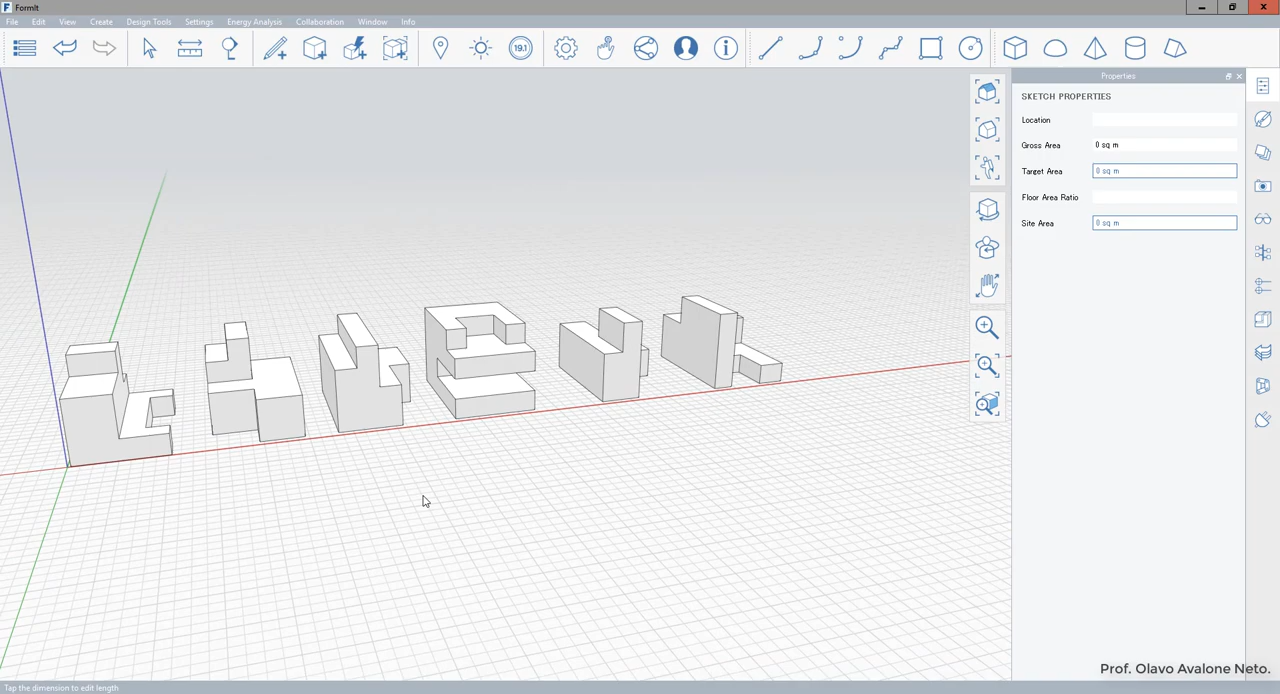 FormIt
File Edit View Create Design Tools Settings Energy Analysis Collaboration Window Info
19.1
Properties
SKETCH PROPERTIES
Location
Gross Area 0 sq m
Target Area 0 sq m
Floor Area Ratio
Site Area 0 sq m
Prof. Olavo Avalone Neto.
Tap the dimension to edit length